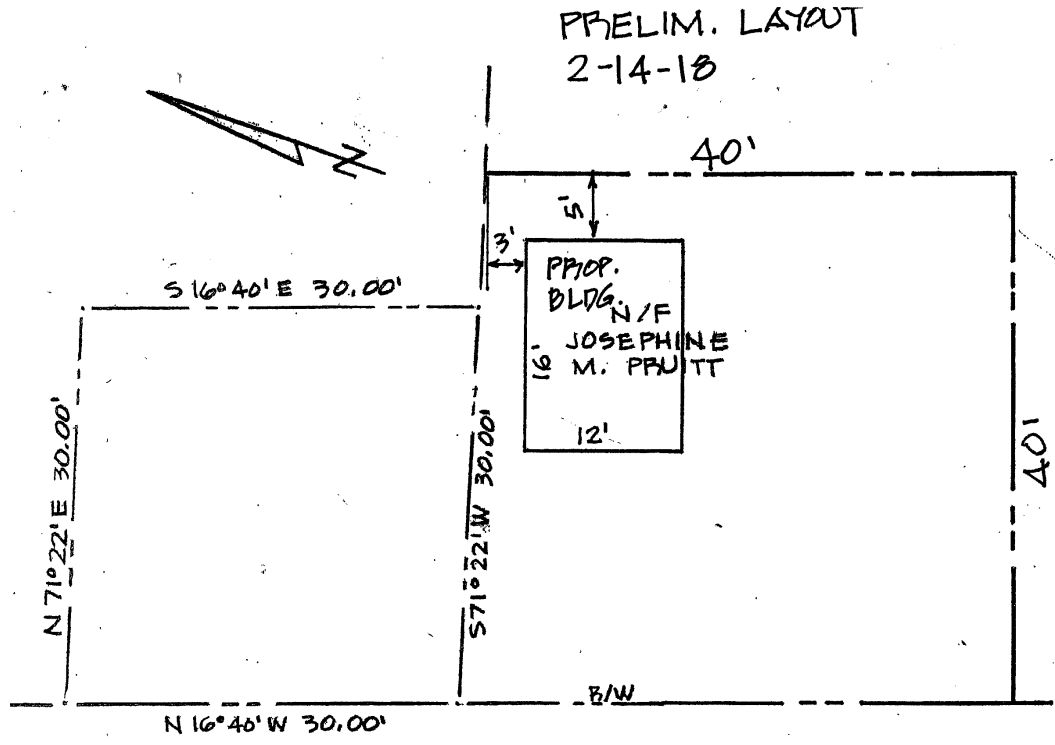 PRELIM. LAYOUT
2-14-18
N
40'
5'
3'
S 16°40' E 30.00'
PROP.
BLDG.
N/F
JOSEPHINE
M. PRUITT
16'
12'
40'
N 71°22' E 30.00'
S71°22' W 30.00'
R/W
N 16°40' W 30.00'